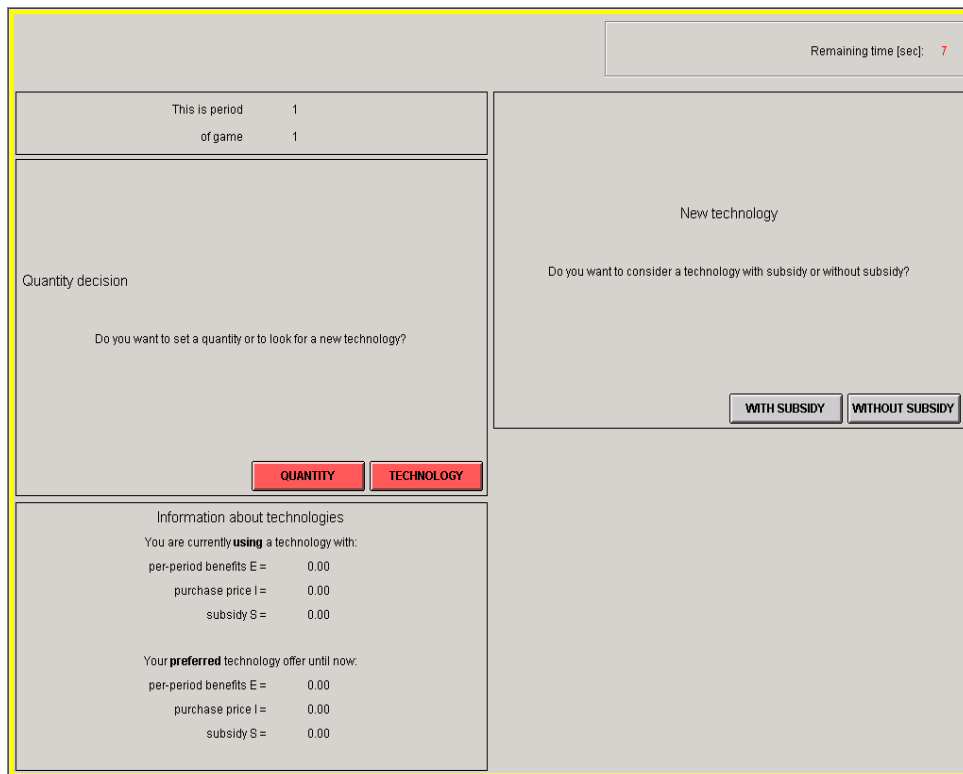 Remaining time [sec]: 7
This is period 1
of game 1
Quantity decision
Do you want to set a quantity or to look for a new technology?
QUANTITY TECHNOLOGY
New technology
Do you want to consider a technology with subsidy or without subsidy?
WITH SUBSIDY WITHOUT SUBSIDY
Information about technologies
You are currently using a technology with:
per-period benefits E = 0.00
purchase price I = 0.00
subsidy S = 0.00
Your preferred technology offer until now:
per-period benefits E = 0.00
purchase price I = 0.00
subsidy S = 0.00